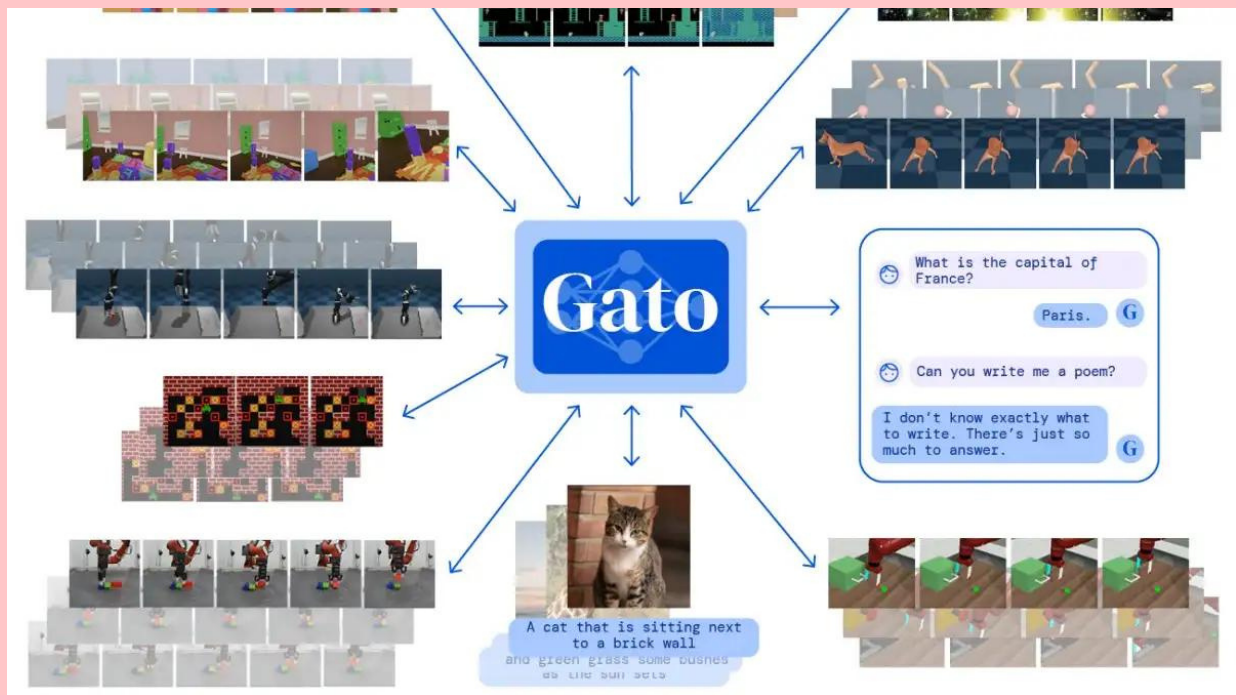 Gato
What is the capital of
France?
Paris.
G
Can you write me a poem?
I don't know exactly what
to write. There's just so
much to answer.
G
A cat that is sitting next
to a brick wall
and green grass some bushes
as the sun sets